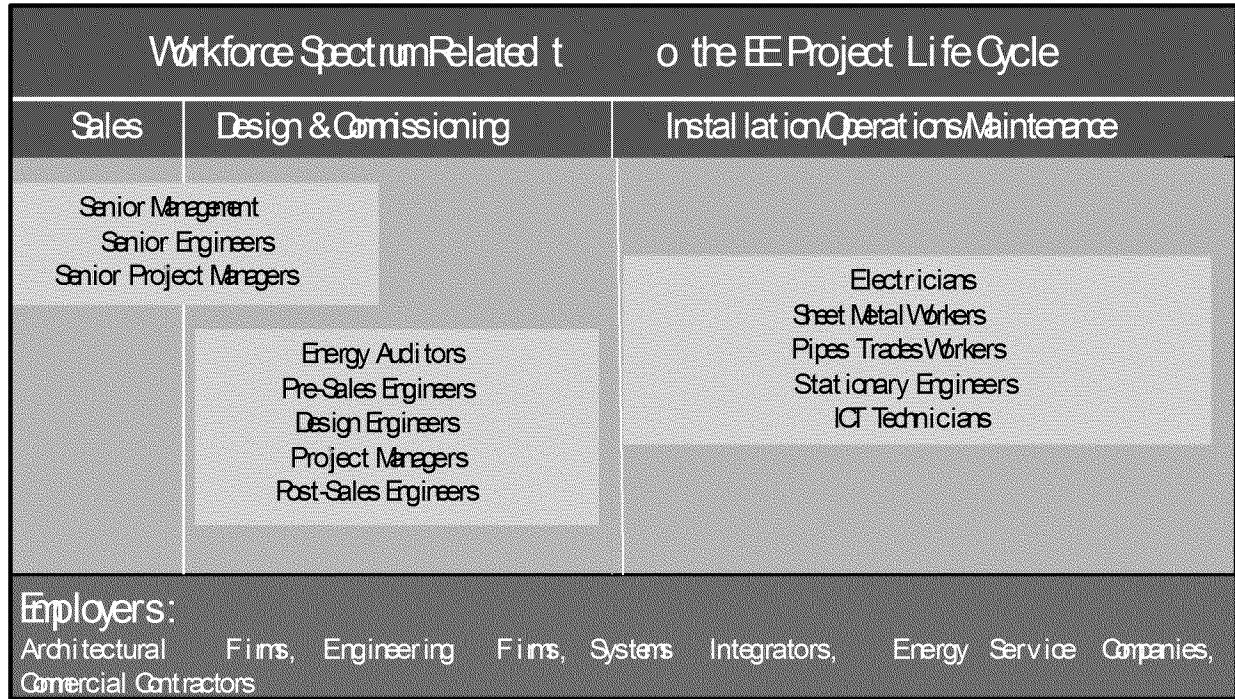 Workforce Spectrum Related to the EE Project Life Cycle
Sales
Design & Commissioning
Installation/Operations/Maintenance
Senior Management
Senior Engineers
Senior Project Managers
Energy Auditors
Pre-Sales Engineers
Design Engineers
Project Managers
Post-Sales Engineers
Electricians
Sheet Metal Workers
Pipes Trades Workers
Stationary Engineers
ICT Technicians
Employers:
Architectural Firms, Engineering Firms, Systems Integrators, Energy Service Companies,
Commercial Contractors